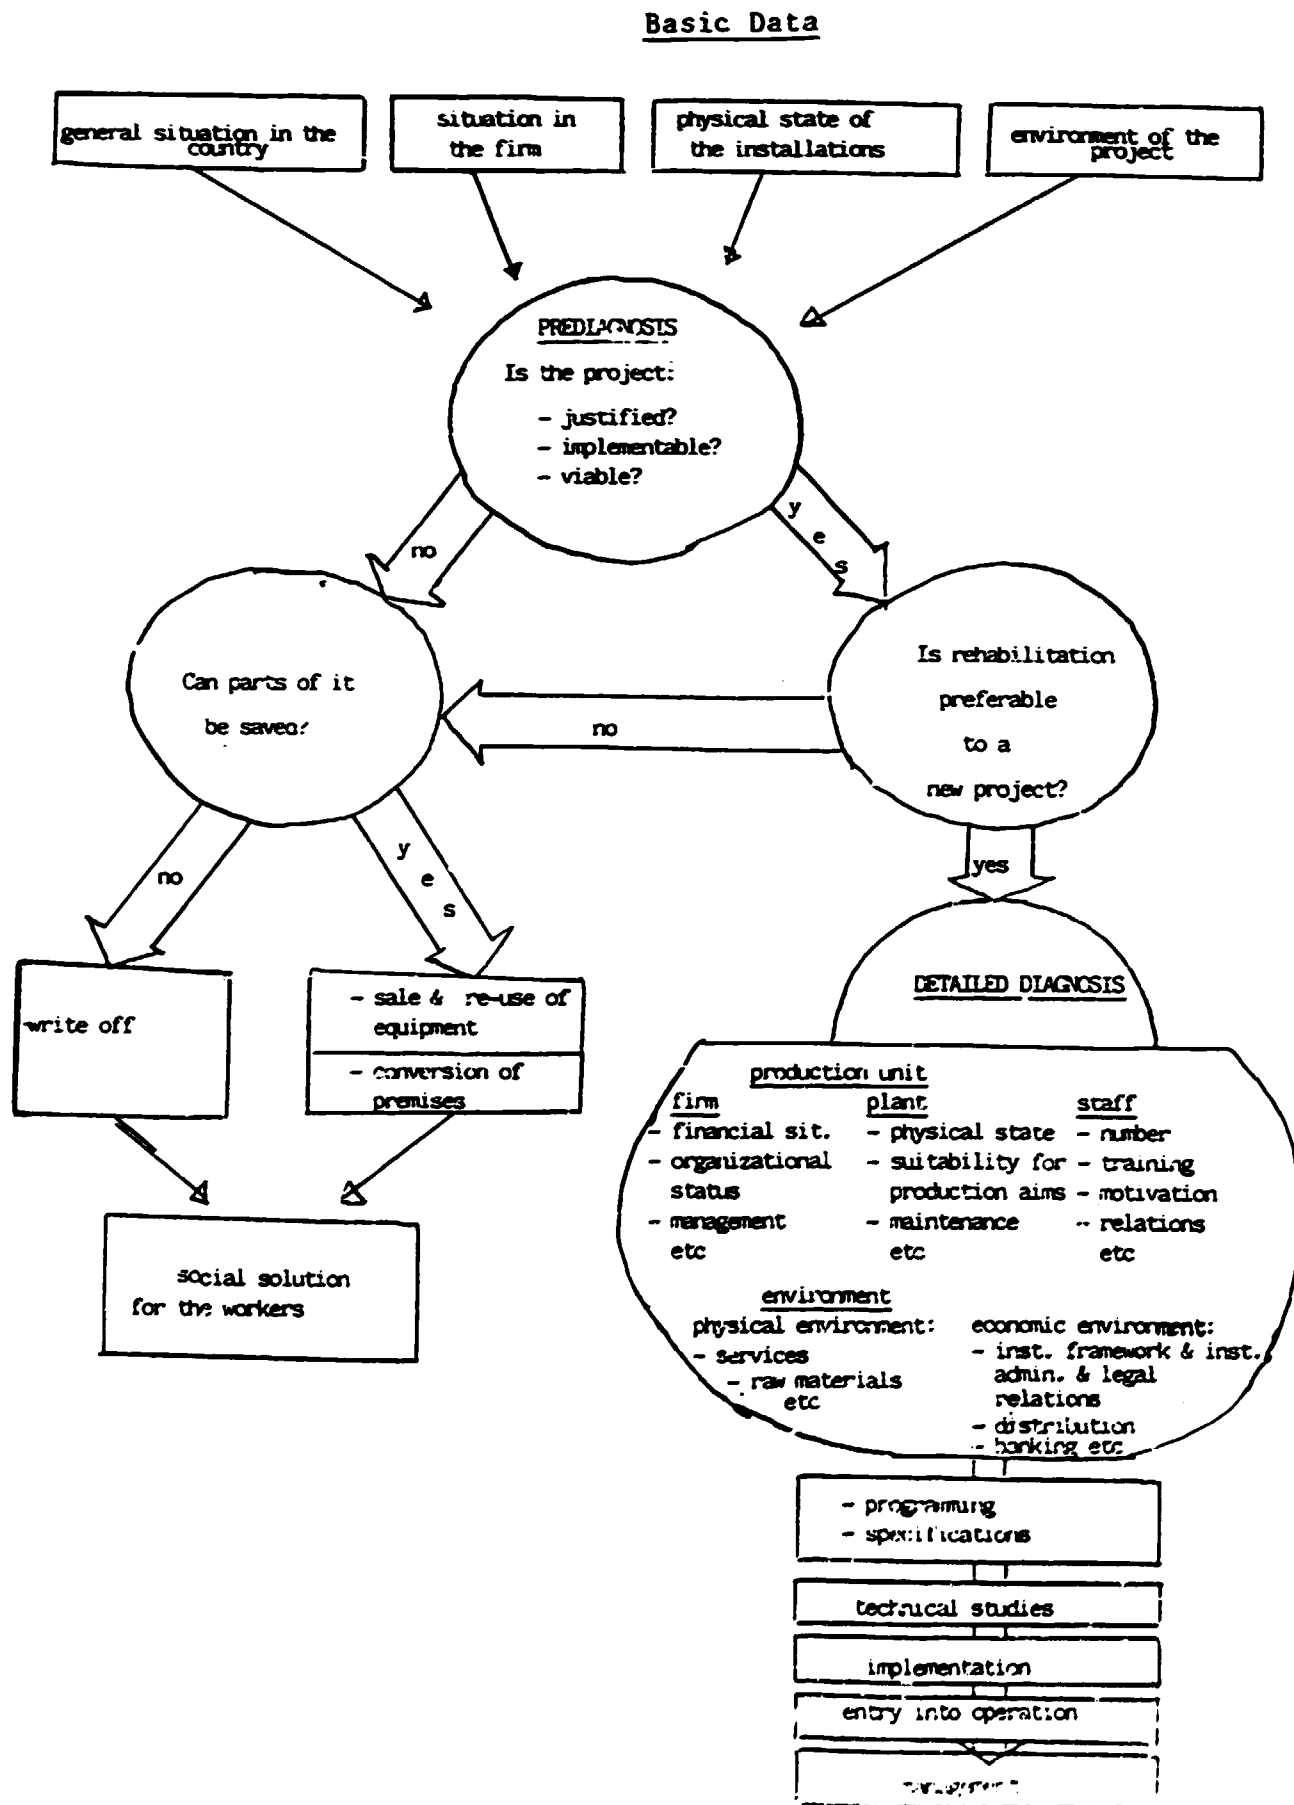 Basic Data
general situation in the
country
situation in
the firm
physical state of
the installations
environment of the
project
PREDIAGNOSIS
Is the project:
- justified?
- implementable?
- viable?
no
yes
Can parts of it
be saved?
Is rehabilitation
preferable
to a
new project?
no
no
yes
yes
write off
- sale & re-use of
equipment
- conversion of
premises
social solution
for the workers
DETAILED DIAGNOSIS
production unit
firm
- financial sit.
- organizational
status
- management
etc
plant
- physical state
- suitability for
production aims
- maintenance
etc
staff
- number
- training
- motivation
- relations
etc
environment
physical environment:
- services
- raw materials
etc
economic environment:
- inst. framework & inst.,
admin. & legal
relations
- distribution
- banking etc
- programing
- specifications
technical studies
implementation
entry into operation